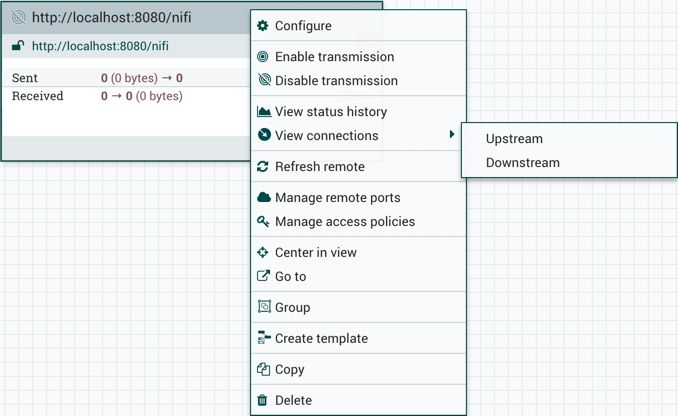 http://localhost:8080/nifi
http://localhost:8080/nifi
Sent 0 (0 bytes) → 0
Received 0 → 0 (0 bytes)
Configure
Enable transmission
Disable transmission
View status history
View connections
Upstream
Downstream
Refresh remote
Manage remote ports
Manage access policies
Center in view
Go to
Group
Create template
Copy
Delete